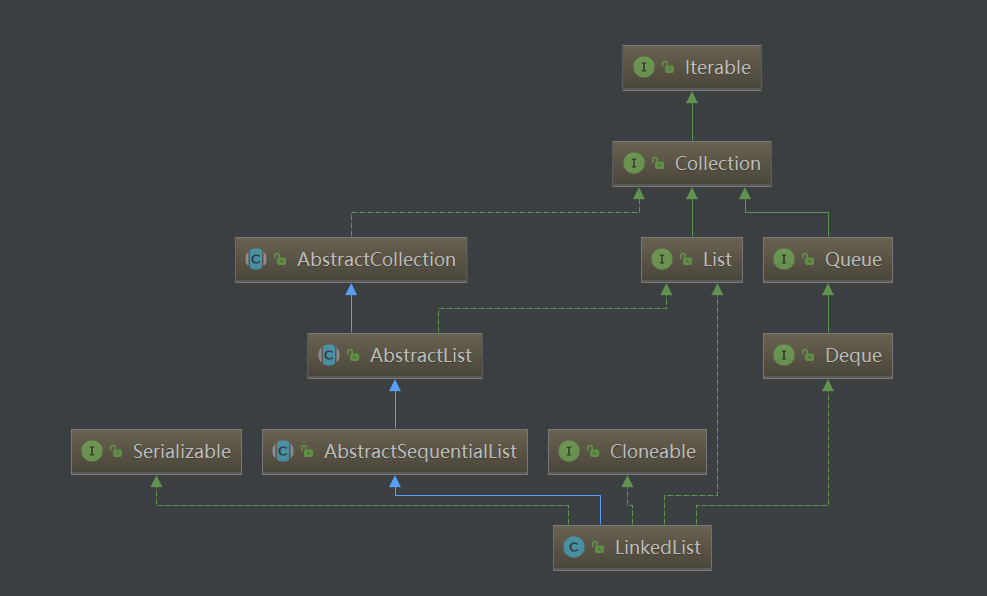 I Iterable
I Collection
C AbstractCollection
I List
I Queue
C AbstractList
I Deque
I Serializable
C AbstractSequentialList
I Cloneable
C LinkedList